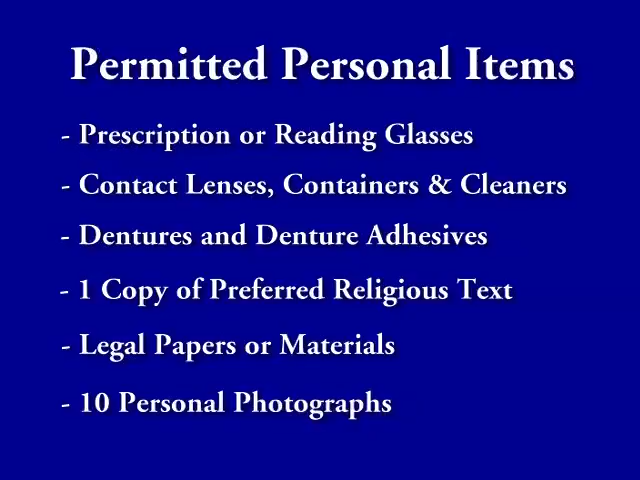 Permitted Personal Items
- Prescription or Reading Glasses
- Contact Lenses, Containers & Cleaners
- Dentures and Denture Adhesives
- 1 Copy of Preferred Religious Text
- Legal Papers or Materials
- 10 Personal Photographs